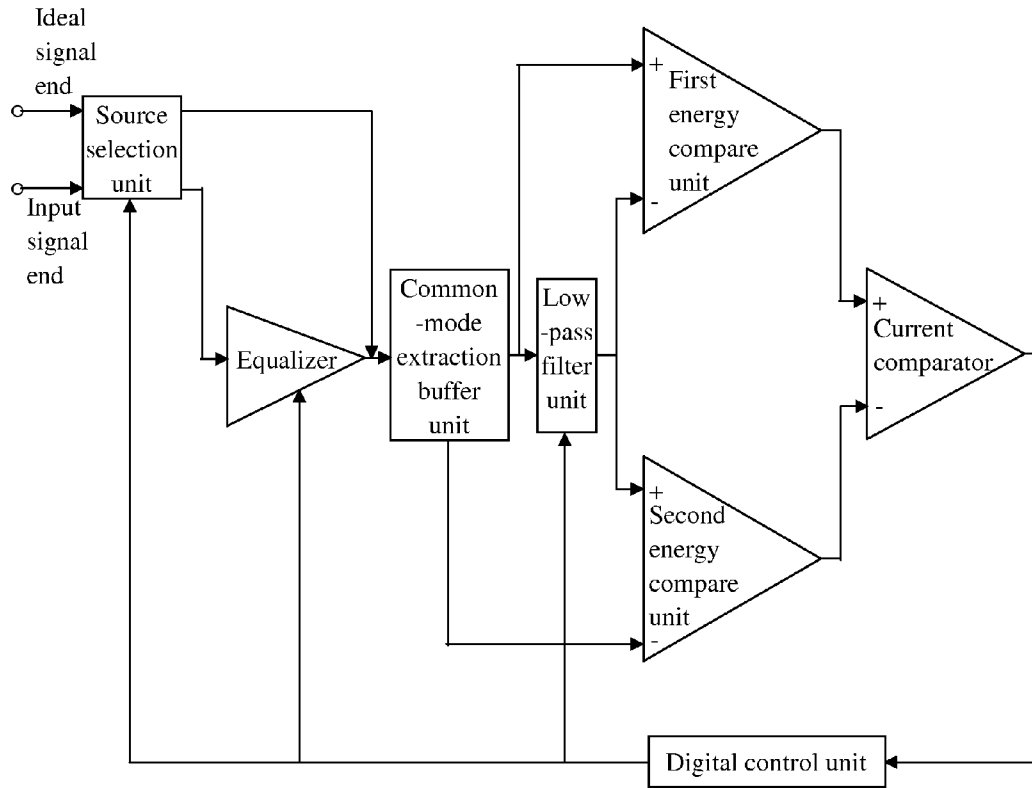 Ideal
signal
end
Source
selection
unit
Input
signal
end
Equalizer
Common
-mode
extraction
buffer
unit
Low
-pass
filter
unit
+
First
energy
compare
unit
-
+
Second
energy
compare
unit
-
+
Current
comparator
-
Digital control unit